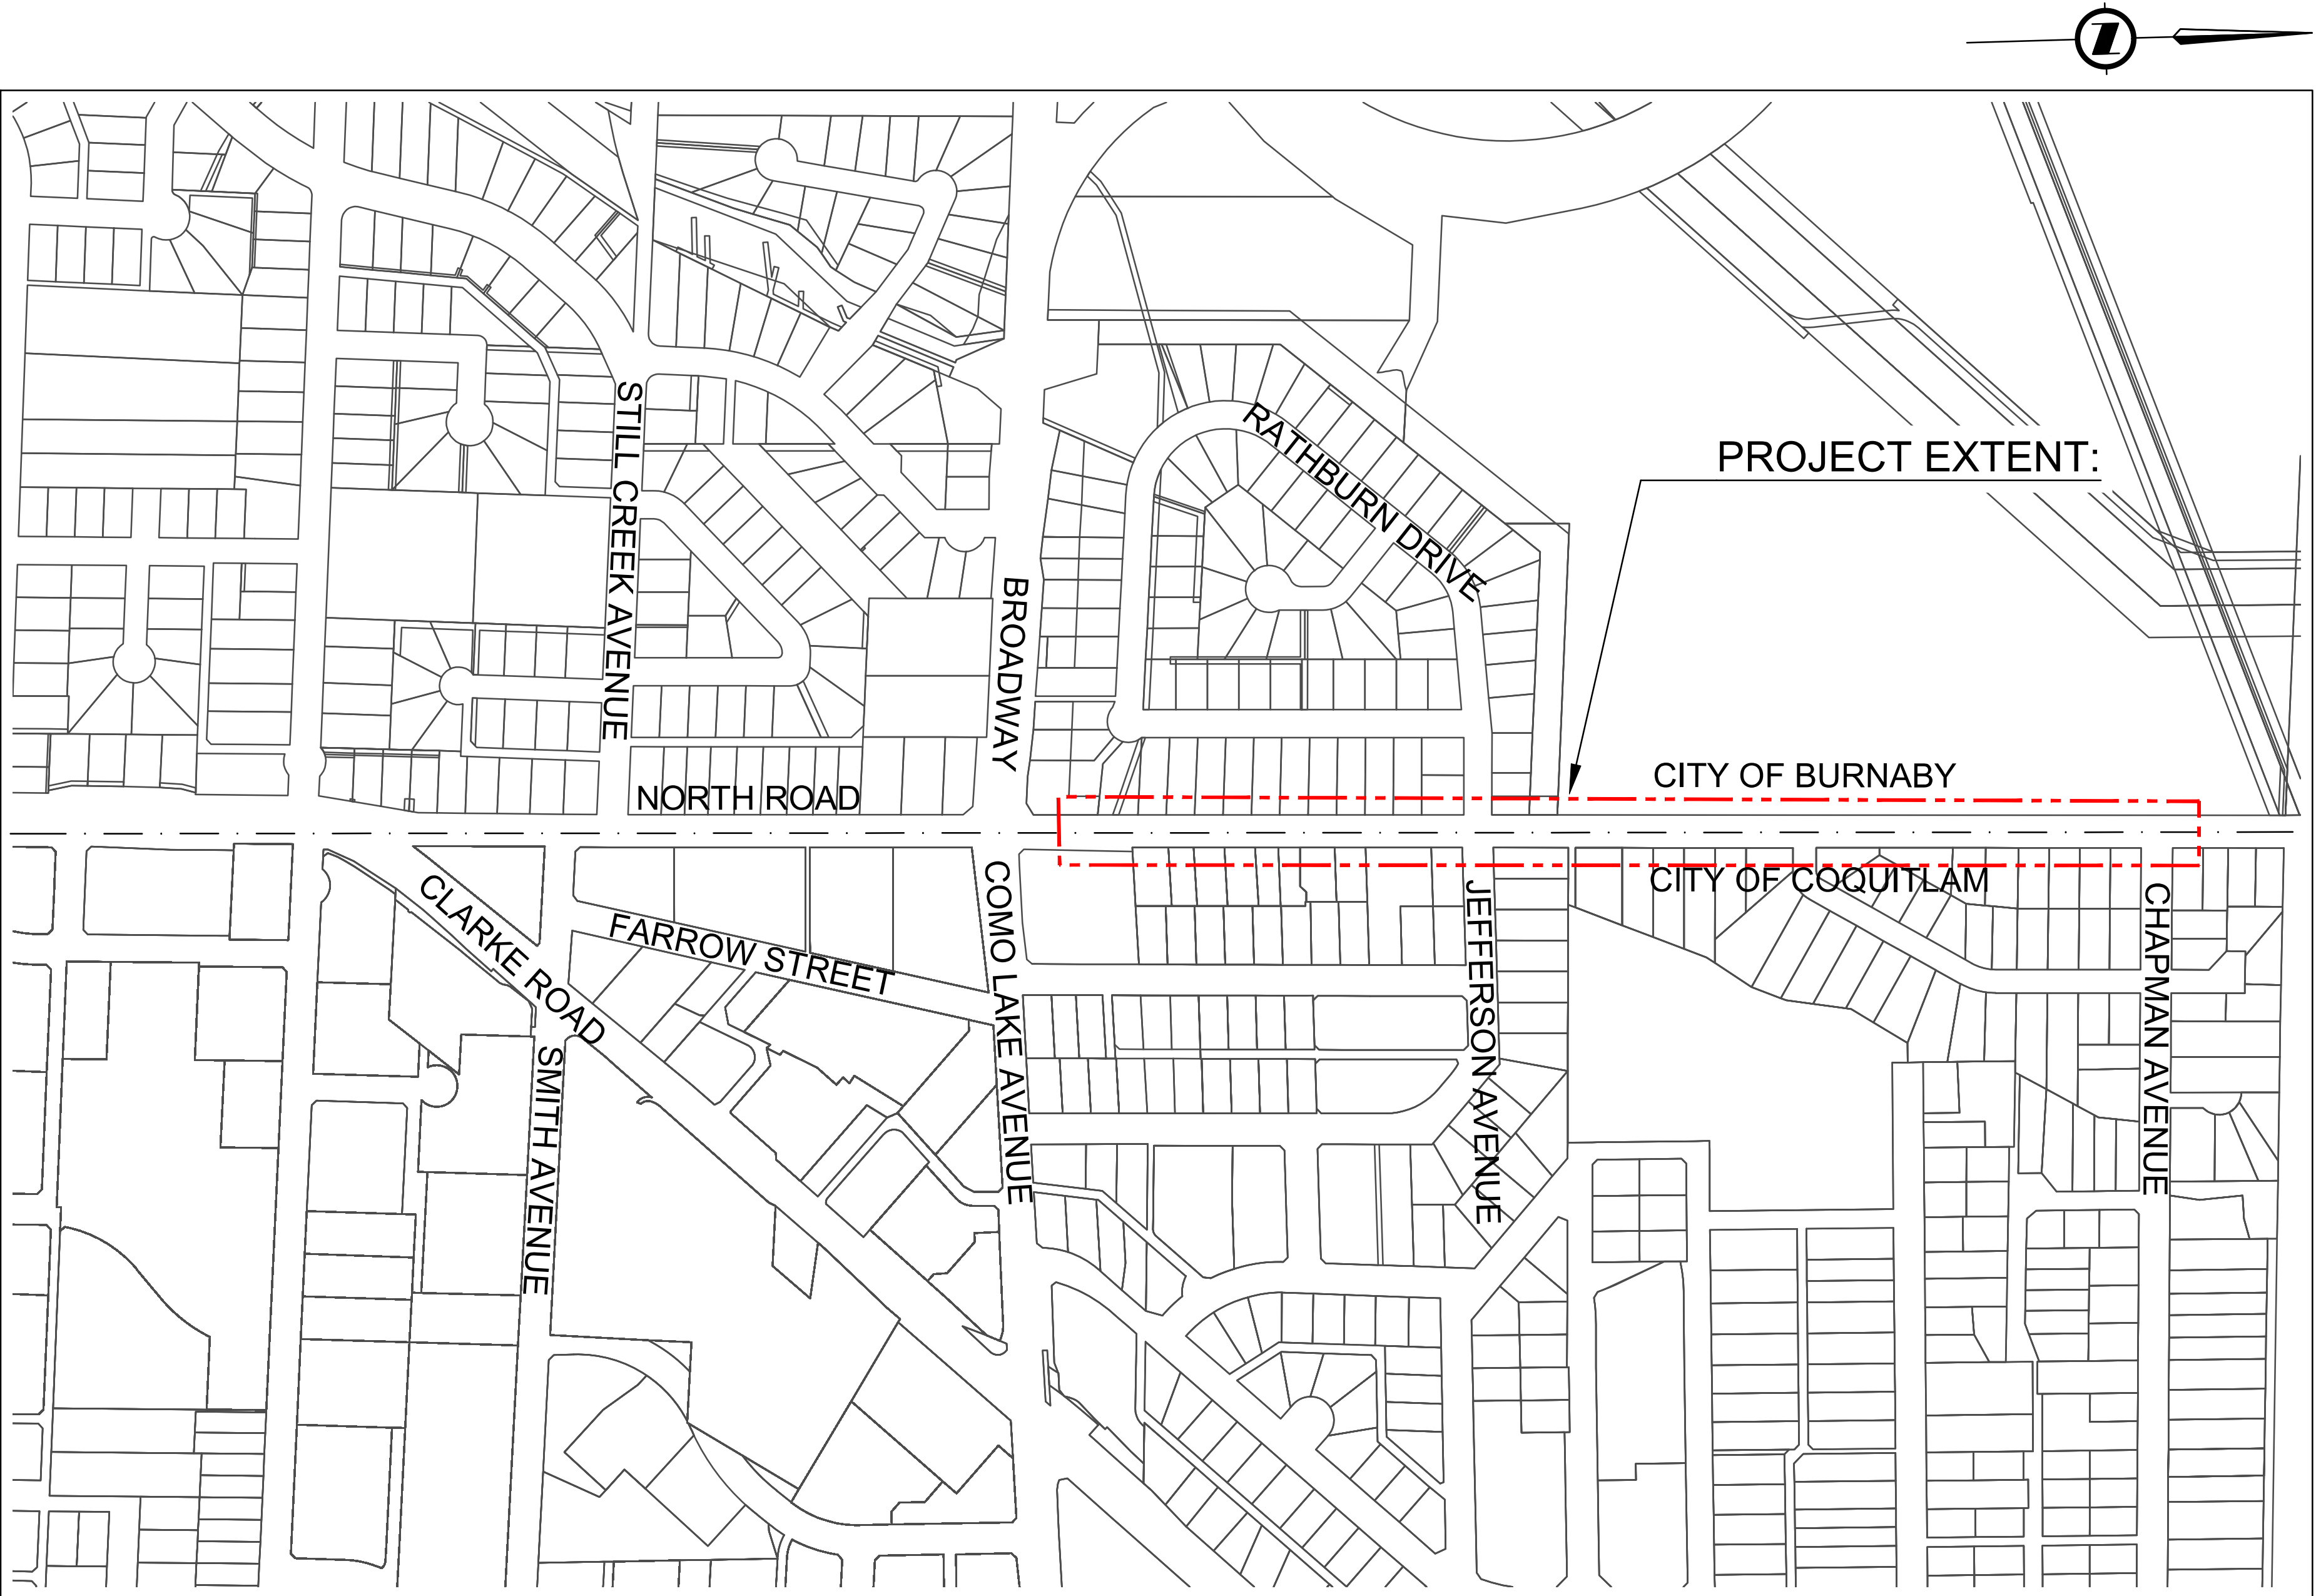 Z
PROJECT EXTENT:
STILL CREEK AVENUE
RATHBURN DRIVE
BROADWAY
CITY OF BURNABY
NORTH ROAD
CITY OF COQUITLAM
CLARKE ROAD
FARROW STREET
COMO LAKE AVENUE
JEFFERSON AVENUE
CHAPMAN AVENUE
SMITH AVENUE